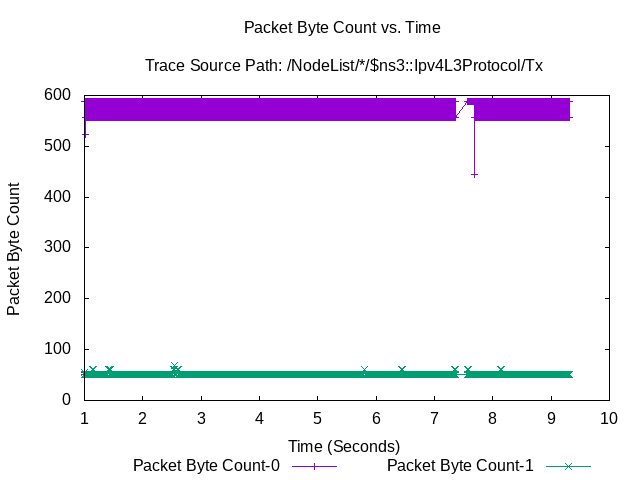 Packet Byte Count vs. Time
Trace Source Path: /NodeList/*/$ns3::Ipv4L3Protocol/Tx
600
500
400
300
200
100
0
Packet Byte Count
1 2 3 4 5 6 7 8 9 10
Time (Seconds)
Packet Byte Count-0 Packet Byte Count-1